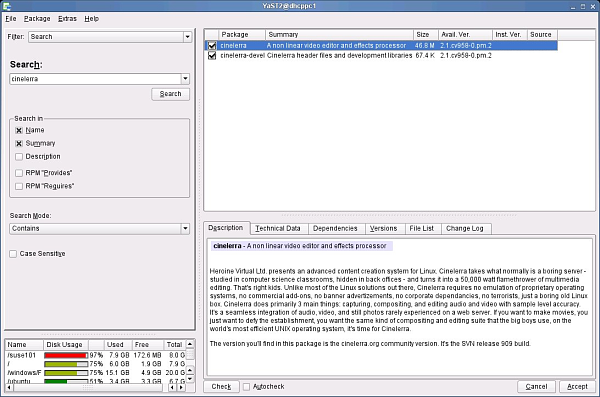 YaST2@dhcppc1
File Package Extras Help
Filter: Search
Search:
cinelerra
Search
Search in
Name
Summary
Description
RPM "Provides"
RPM "Requires"
Search Mode:
Contains
Case Sensitive
Name Disk Usage Used Free Total
/suse101 97% 7.9 GB 172.6 MB 8.0 G
/ 75% 6.0 GB 1.9 GB 7.9 G
/windows/F 75% 15.1 GB 4.9 GB 20.0 G
/ubuntu 51% 3.4 GB 3.3 GB 6.7 G
Package Summary Size Avail. Ver. Inst. Ver. Source
cinelerra A non linear video editor and effects processor 46.8 M 2.1.cv958-0.pm.2
cinelerra-devel Cinelerra header files and development libraries 67.4 K 2.1.cv958-0.pm.2
Description Technical Data Dependencies Versions File List Change Log
cinelerra - A non linear video editor and effects processor
Heroine Virtual Ltd. presents an advanced content creation system for Linux. Cinelerra takes what normally is a boring server -
studied in computer science classrooms, hidden in back offices - and turns it into a 50,000 watt flamethrower of multimedia
editing. That's right kids. Unlike most of the Linux solutions out there, Cinelerra requires no emulation of proprietary operating
systems, no commercial add-ons, no banner advertizements, no corporate dependencies, no terrorists, just a boring old Linux
box. Cinelerra does primarily 3 main things: capturing, compositing, and editing audio and video with sample level accuracy.
It's a seamless integration of audio, video, and still photos rarely experienced on a web server. If you want to make movies, you
just want to defy the establishment, you want the same kind of compositing and editing suite that the big boys use, on the
world's most efficient UNIX operating system, it's time for Cinelerra.
The version you'll find in this package is the cinelerra.org community version. It's the SVN release 909 build.
Check Autocheck Cancel Accept